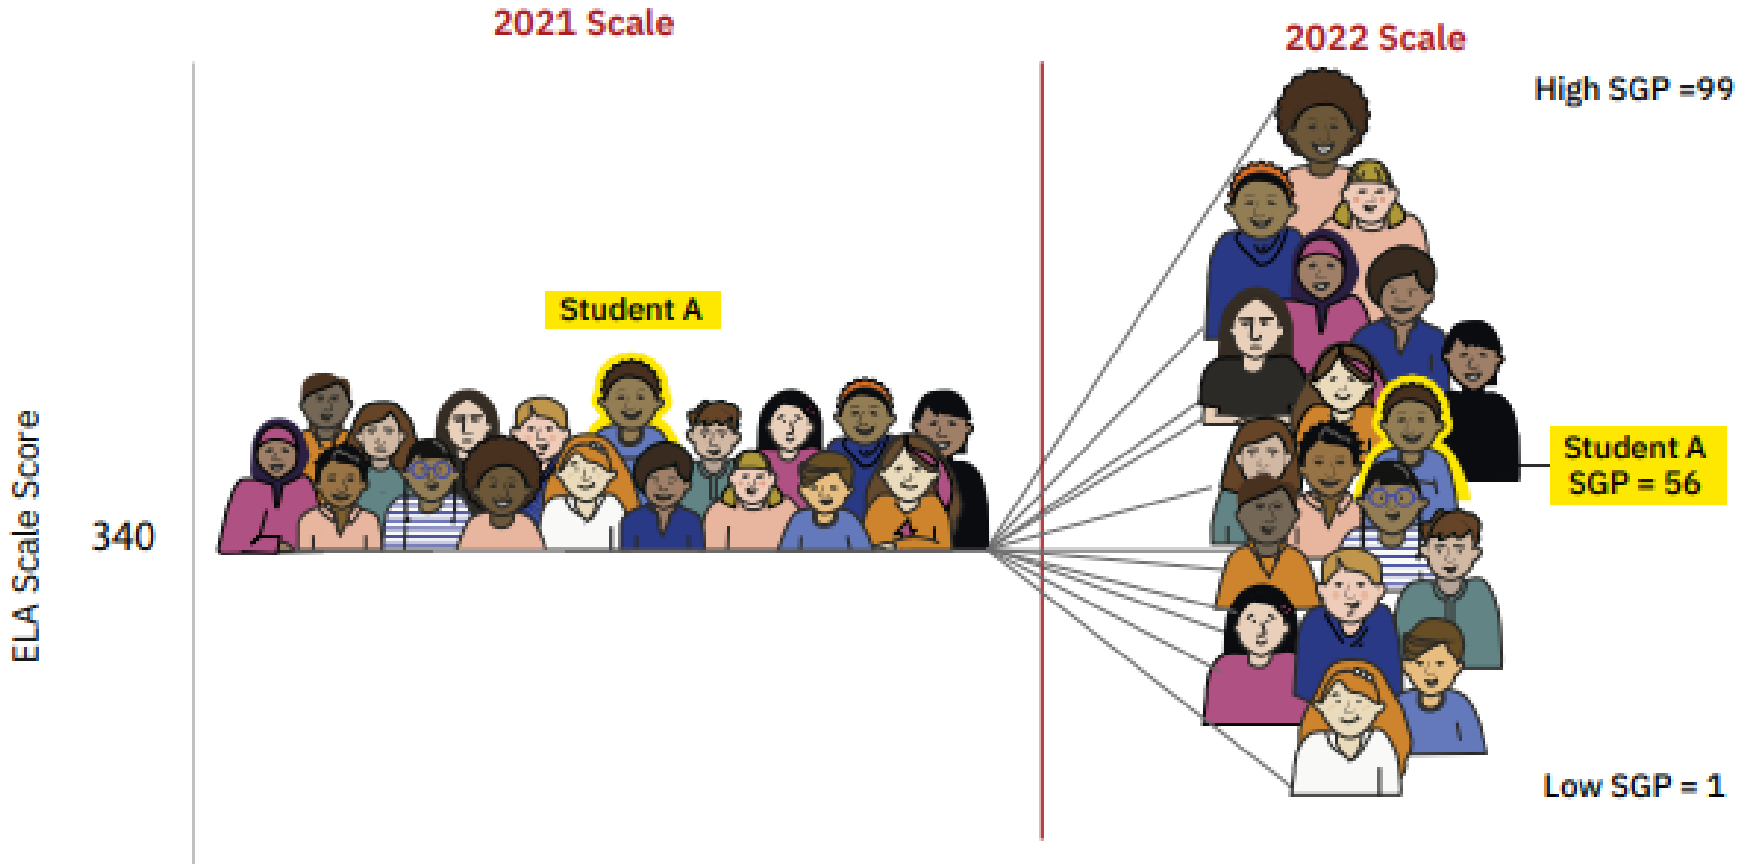 2021 Scale
2022 Scale
High SGP =99
Student A
Student A
SGP = 56
ELA Scale Score
340
Low SGP = 1